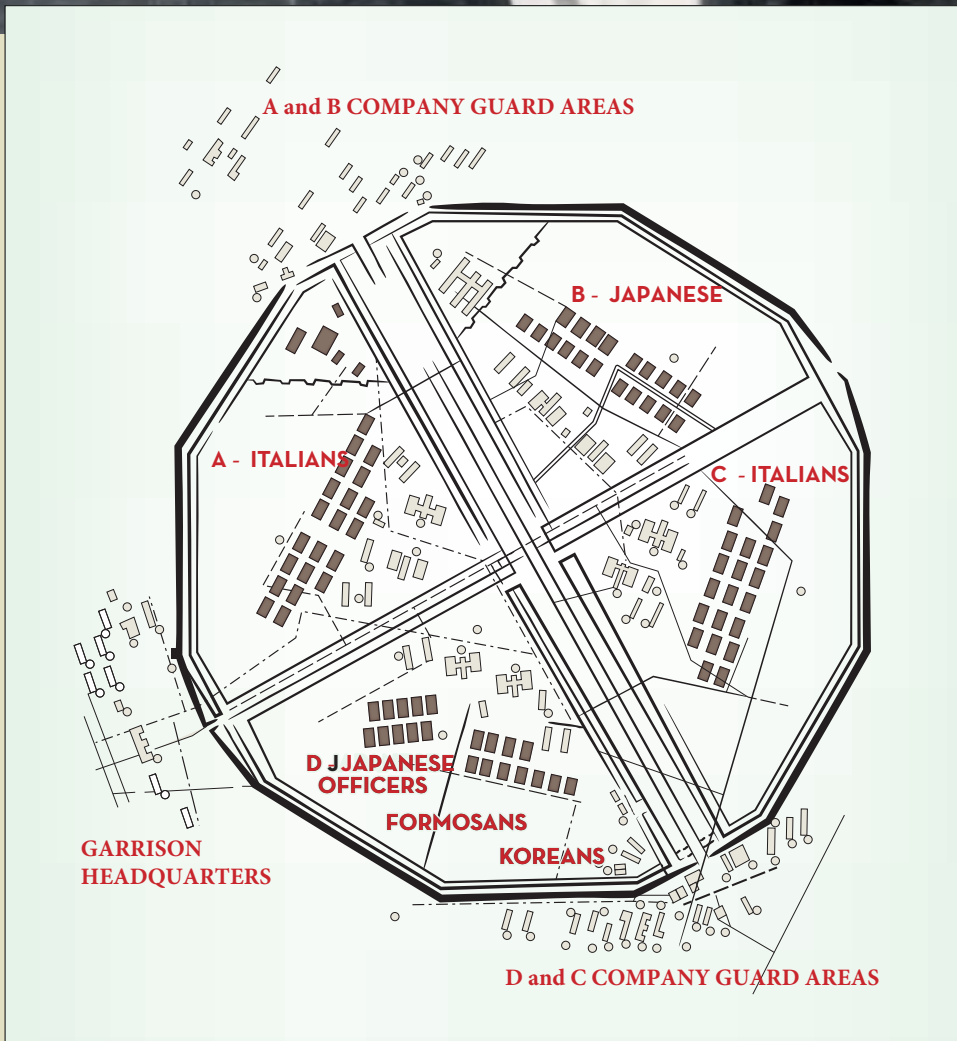 A and B COMPANY GUARD AREAS
B - JAPANESE
A - ITALIANS
C - ITALIANS
D - JJAPANESE
OFFICERS
FORMOSANS
KOREANS
GARRISON
HEADQUARTERS
D and C COMPANY GUARD AREAS